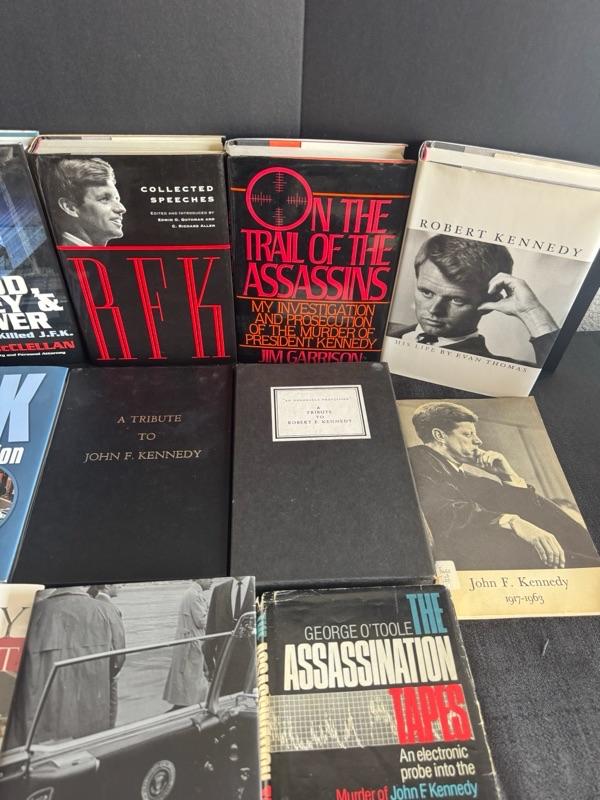 & 
WER
Killed J.F.K.
McCLELLAN
COLLECTED
SPEECHES
EDITED AND INTRODUCED BY
EDWIN O. GUTHMAN AND
C. RICHARD ALLEN
RFK
ON THE
TRAIL OF THE
ASSASSINS
MY INVESTIGATION
AND PROSECUTION
OF THE MURDER OF
PRESIDENT KENNEDY
JIM GARRISON
ROBERT KENNEDY
HIS LIFE BY EVAN THOMAS
K
on
A TRIBUTE
TO
JOHN F. KENNEDY
A
TRIBUTE
TO
ROBERT F. KENNEDY
John F. Kennedy
1917-1963
Y
T
GEORGE O'TOOLE
THE
ASSASSINATION
TAPES
An electronic
probe into the
Murder of John F Kennedy